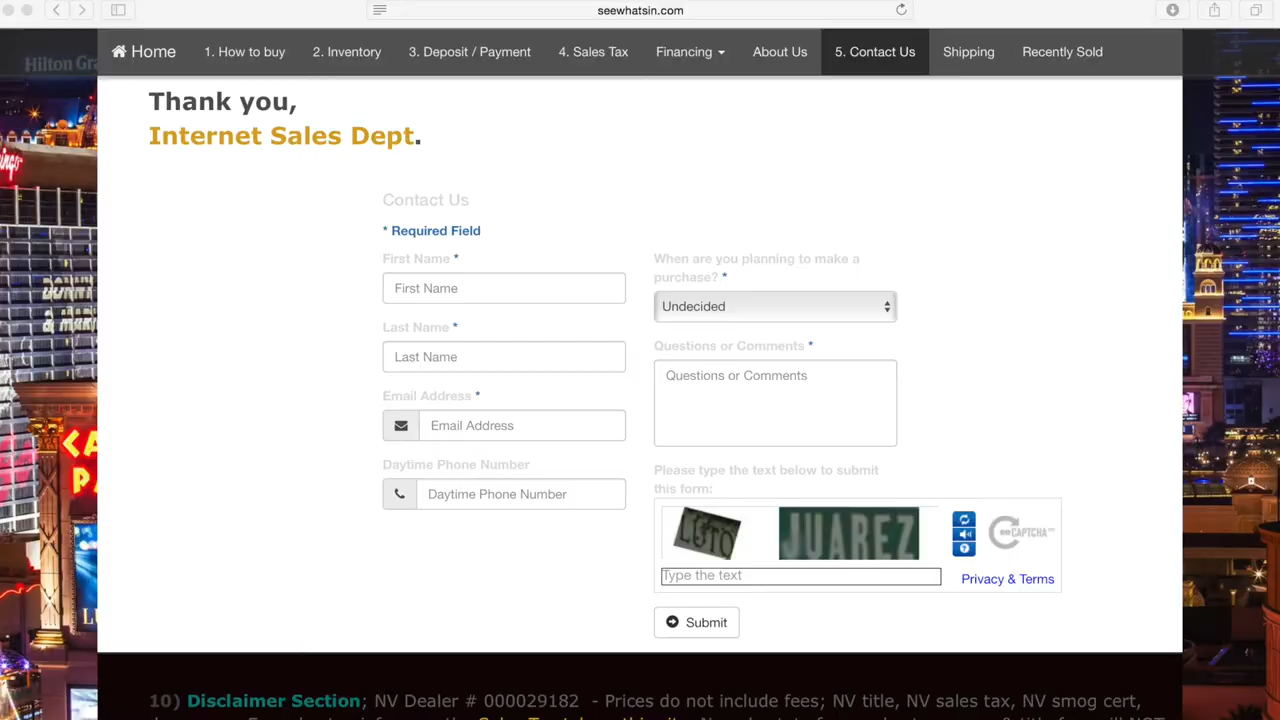 seewhatsin.com
Home 1. How to buy 2. Inventory 3. Deposit / Payment 4. Sales Tax Financing About Us 5. Contact Us Shipping Recently Sold
Thank you,
Internet Sales Dept.
Contact Us
* Required Field
First Name *
First Name
Last Name *
Last Name
Email Address *
Email Address
Daytime Phone Number
Daytime Phone Number
When are you planning to make a
purchase? *
Undecided
Questions or Comments *
Questions or Comments
Please type the text below to submit
this form:
JUAREZ
Type the text
Privacy & Terms
Submit
10) Disclaimer Section; NV Dealer # 000029182 - Prices do not include fees; NV title, NV sales tax, NV smog cert,